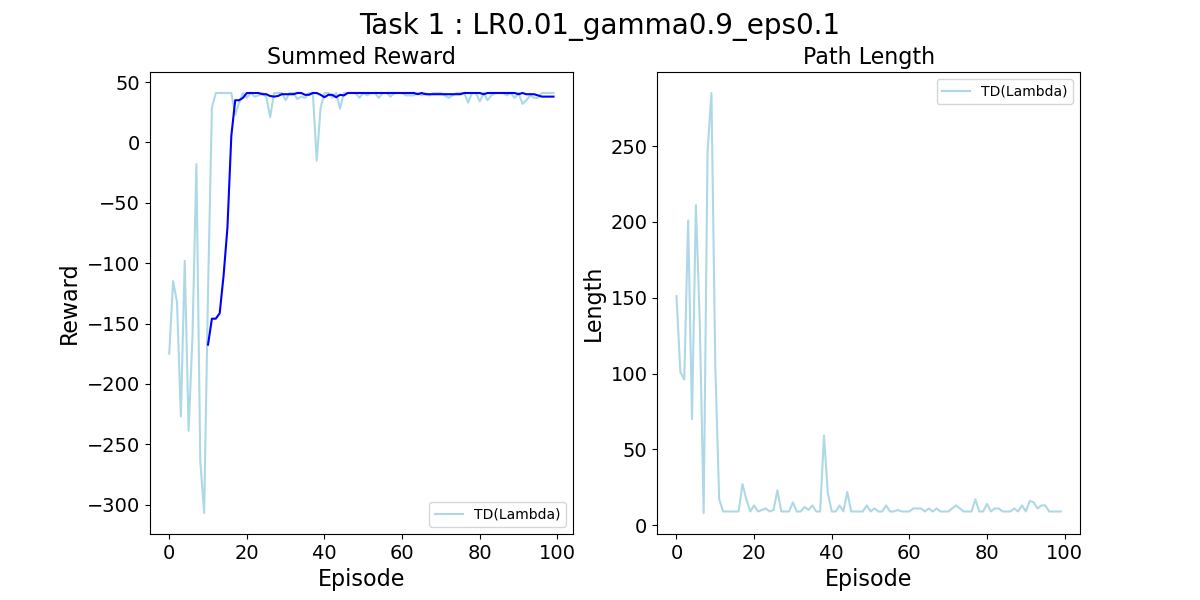 Task 1 : LR0.01_gamma0.9_eps0.1
Summed Reward
50
0
−50
−100
−150
−200
−250
−300
Reward
0 20 40 60 80 100
Episode
TD(Lambda)
Path Length
250
200
150
100
50
0
Length
0 20 40 60 80 100
Episode
TD(Lambda)